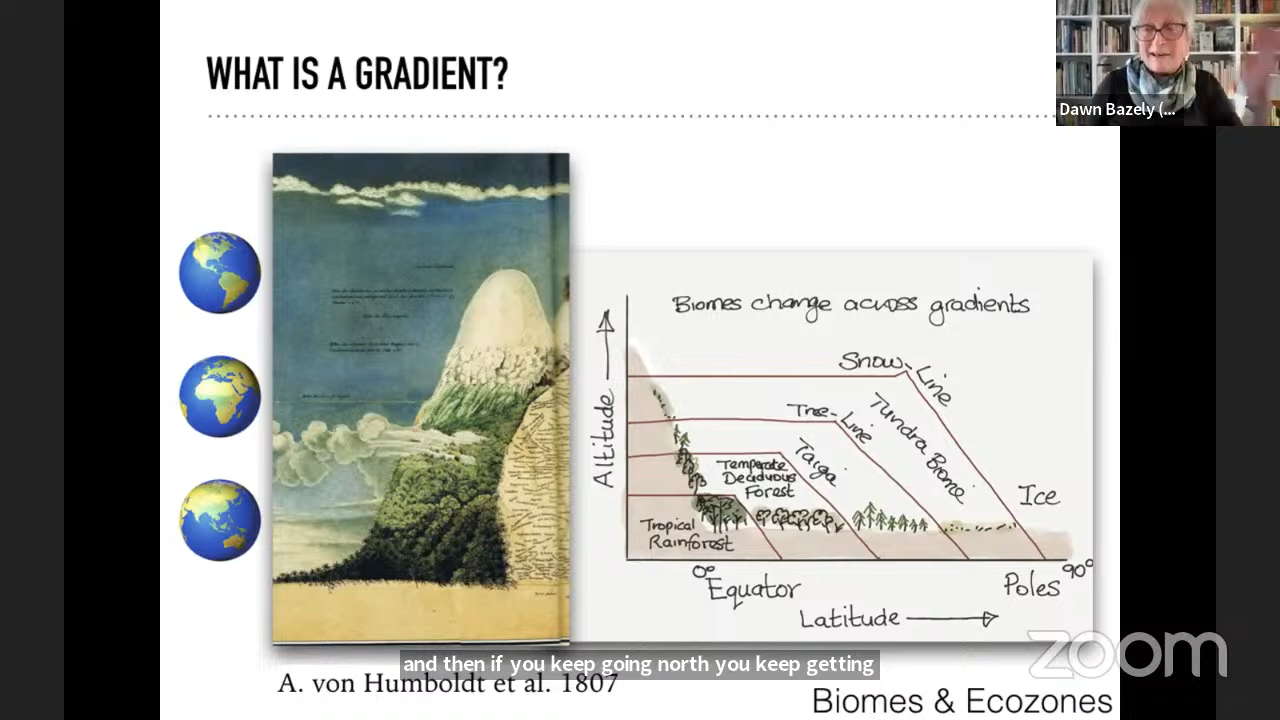 WHAT IS A GRADIENT?
Dawn Bazely (...
Biomes change across gradients
Altitude
Snow-Line
Tree-Line
Tundra Biome
Taiga
Temperate
Deciduous
Forest
Ice
Tropical
Rainforest
0°
Equator
Poles
90°
Latitude
zoom
and then if you keep going north you keep getting
A. von Humboldt et al. 1807
Biomes & Ecozones